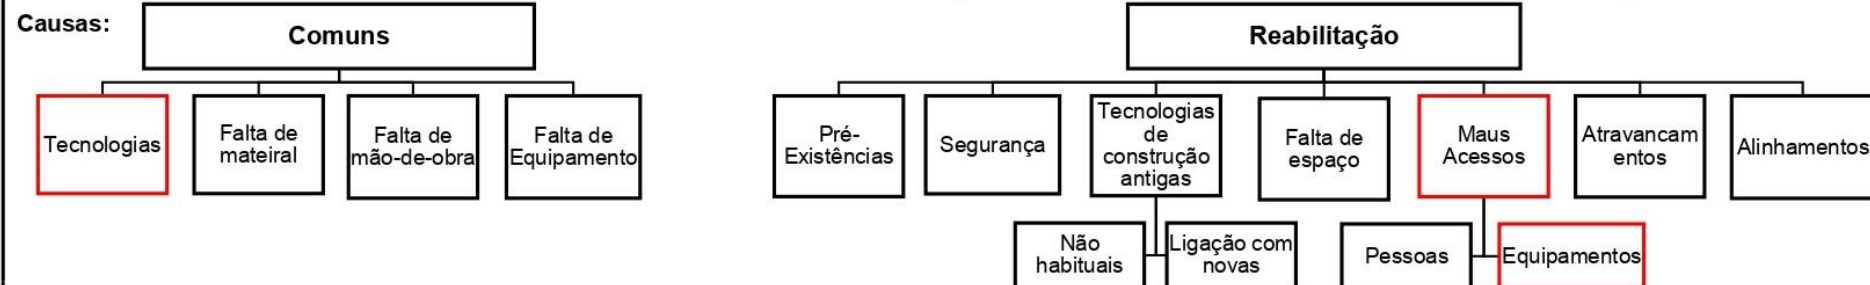 Causas:
Comuns
Reabilitação
Tecnologias
Falta de
mateiral
Falta de
mão-de-obra
Falta de
Equipamento
Pré-
Existências
Segurança
Tecnologias
de
construção
antigas
Falta de
espaço
Maus
Acessos
Atravancam
entos
Alinhamentos
Não
habituais
Ligação com
novas
Pessoas
Equipamentos